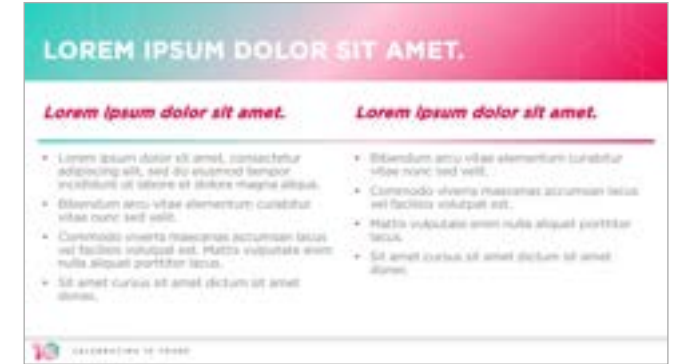 LOREM IPSUM DOLOR SIT AMET.
Lorem ipsum dolor sit amet.
• Lorem ipsum dolor sit amet, consectetur
adipiscing elit, sed do eiusmod tempor
incididunt ut labore et dolore magna aliqua.
• Bibendum arcu vitae elementum curabitur
vitae nunc sed velit.
• Commodo viverra maecenas accumsan lacus
vel facilisis volutpat est. Mattis vulputate enim
nulla aliquet porttitor lacus.
• Sit amet cursus sit amet dictum sit amet
donec.
Lorem ipsum dolor sit amet.
• Bibendum arcu vitae elementum curabitur
vitae nunc sed velit.
• Commodo viverra maecenas accumsan lacus
vel facilisis volutpat est.
• Mattis vulputate enim nulla aliquet porttitor
lacus.
• Sit amet cursus sit amet dictum sit amet
donec.
10
CELEBRATING 10 YEARS